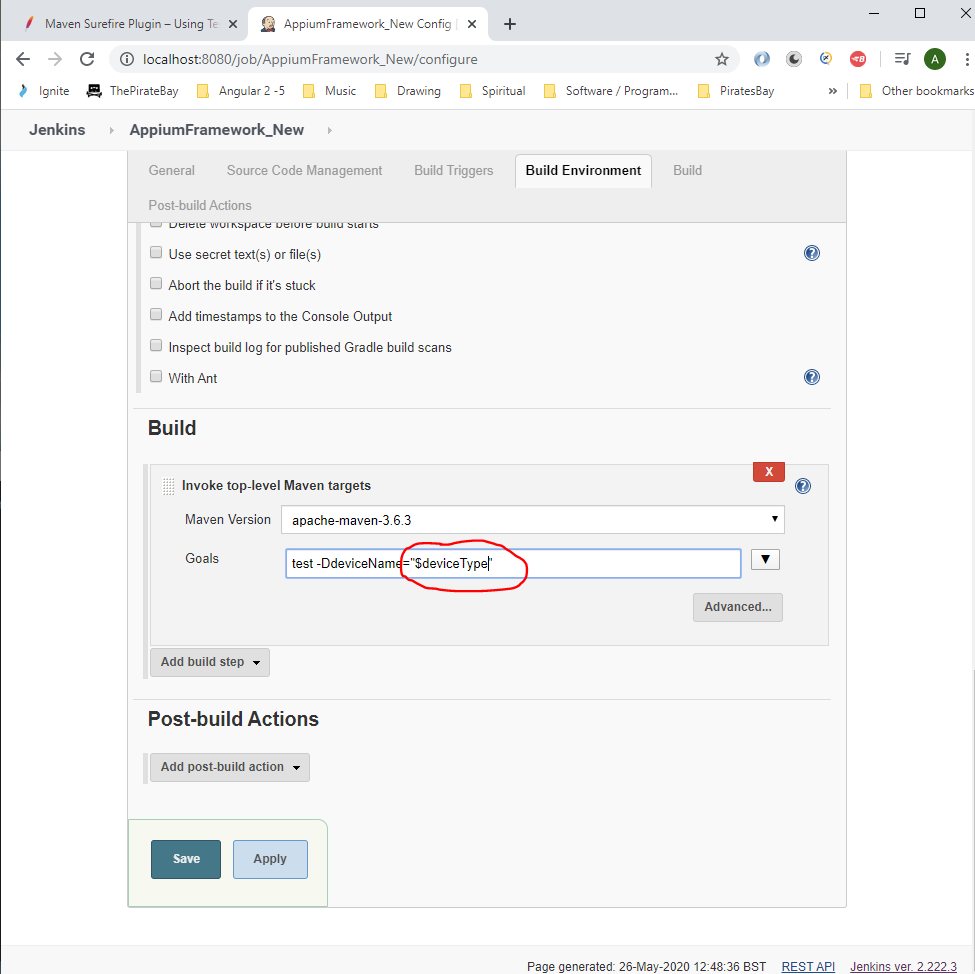 Maven Surefire Plugin – Using Te
AppiumFramework_New Config
localhost:8080/job/AppiumFramework_New/configure
A
Ignite
ThePirateBay
Angular 2 -5
Music
Drawing
Spiritual
Software / Program...
PiratesBay
»
Other bookmarks
Jenkins
AppiumFramework_New
General
Source Code Management
Build Triggers
Build Environment
Build
Post-build Actions
Delete workspace before build starts
Use secret text(s) or file(s)
Abort the build if it's stuck
Add timestamps to the Console Output
Inspect build log for published Gradle build scans
With Ant
Build
X
Invoke top-level Maven targets
Maven Version
apache-maven-3.6.3
Goals
test -DdeviceName="$deviceType"
Advanced...
Add build step
Post-build Actions
Add post-build action
Save
Apply
Page generated: 26-May-2020 12:48:36 BST
REST API
Jenkins ver. 2.222.3